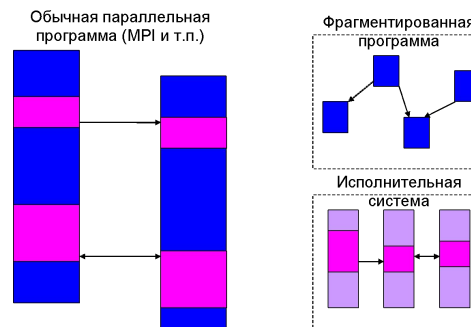 Обычная параллельная
программа (MPI и т.п.)
Фрагментированная
программа
Исполнительная
система